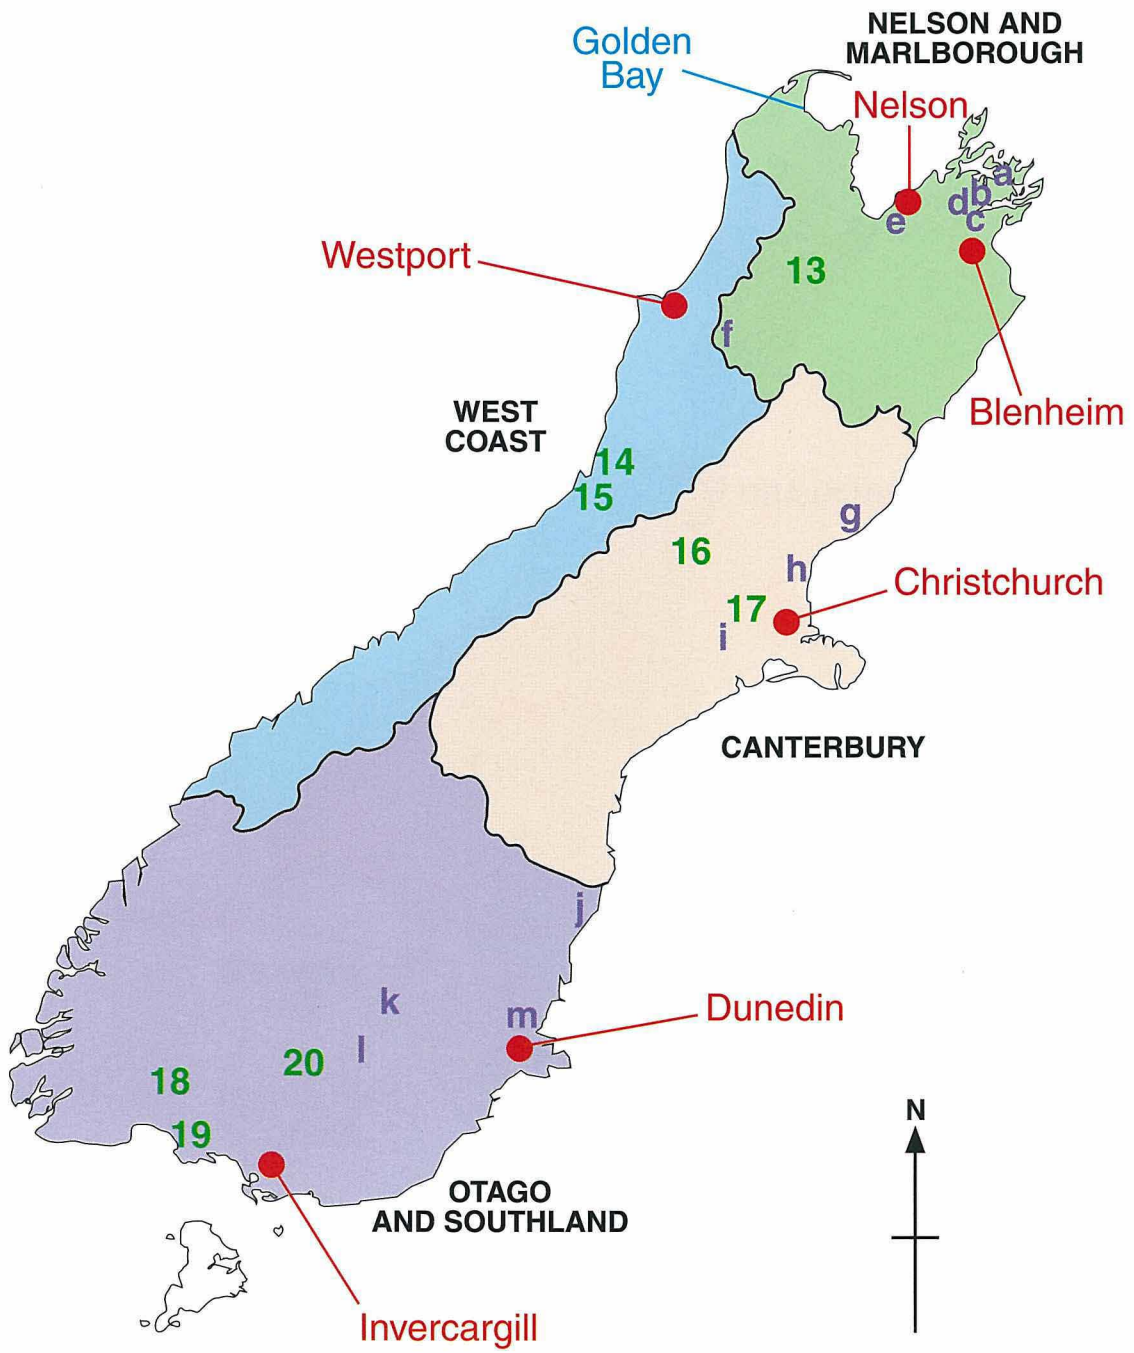 NELSON AND
MARLBOROUGH
Golden
Bay
Nelson
a
b
d
c
e
Westport
13
f
Blenheim
WEST
COAST
14
15
g
16
h
Christchurch
17
i
CANTERBURY
j
k
m
Dunedin
l
20
18
19
N
OTAGO
AND SOUTHLAND
Invercargill